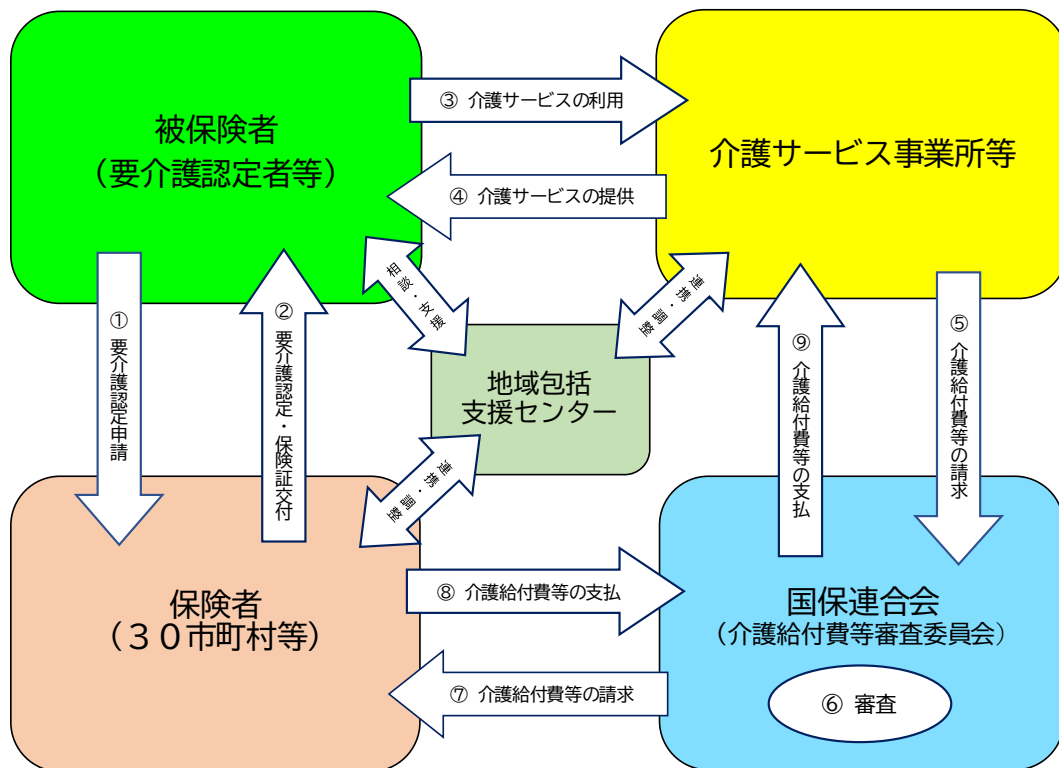 被保険者
（要介護認定者等）
③ 介護サービスの利用
④ 介護サービスの提供
介護サービス事業所等
① 要介護認定申請
② 要介護認定・保険証交付
相談・支援
連携・調整
地域包括
支援センター
連携・調整
⑨ 介護給付費等の支払
⑤ 介護給付費等の請求
保険者
（３０市町村等）
⑧ 介護給付費等の支払
⑦ 介護給付費等の請求
国保連合会
（介護給付費等審査委員会）
⑥ 審査